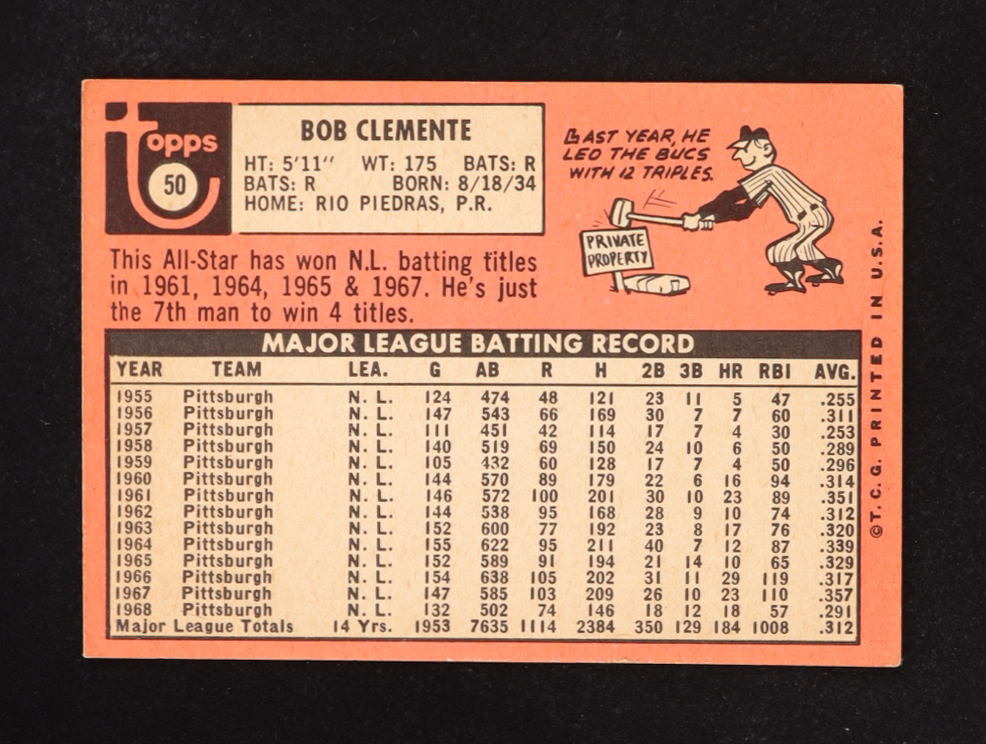 topps
50
BOB CLEMENTE
HT: 5'11" WT: 175 BATS: R
BATS: R BORN: 8/18/34
HOME: RIO PIEDRAS, P.R.
LAST YEAR, HE
LED THE BUCS
WITH 12 TRIPLES.
PRIVATE
PROPERTY
This All-Star has won N.L. batting titles
in 1961, 1964, 1965 & 1967. He's just
the 7th man to win 4 titles.
MAJOR LEAGUE BATTING RECORD
YEAR TEAM LEA. G AB R H 2B 3B HR RBI AVG.
1955 Pittsburgh N. L. 124 474 48 121 23 11 5 47 .255
1956 Pittsburgh N. L. 147 543 66 169 30 7 7 60 .311
1957 Pittsburgh N. L. 111 451 42 114 17 7 4 30 .253
1958 Pittsburgh N. L. 140 519 69 150 24 10 6 50 .289
1959 Pittsburgh N. L. 105 432 60 128 17 7 4 50 .296
1960 Pittsburgh N. L. 144 570 89 179 22 6 16 94 .314
1961 Pittsburgh N. L. 146 572 100 201 30 10 23 89 .351
1962 Pittsburgh N. L. 144 538 95 168 28 9 10 74 .312
1963 Pittsburgh N. L. 152 600 77 192 23 8 17 76 .320
1964 Pittsburgh N. L. 155 622 95 211 40 7 12 87 .339
1965 Pittsburgh N. L. 152 589 91 194 21 14 10 65 .329
1966 Pittsburgh N. L. 154 638 105 202 31 11 29 119 .317
1967 Pittsburgh N. L. 147 585 103 209 26 10 23 110 .357
1968 Pittsburgh N. L. 132 502 74 146 18 12 18 57 .291
Major League Totals 14 Yrs. 1953 7635 1114 2384 350 129 184 1008 .312
©T.C.G. PRINTED IN U.S.A.